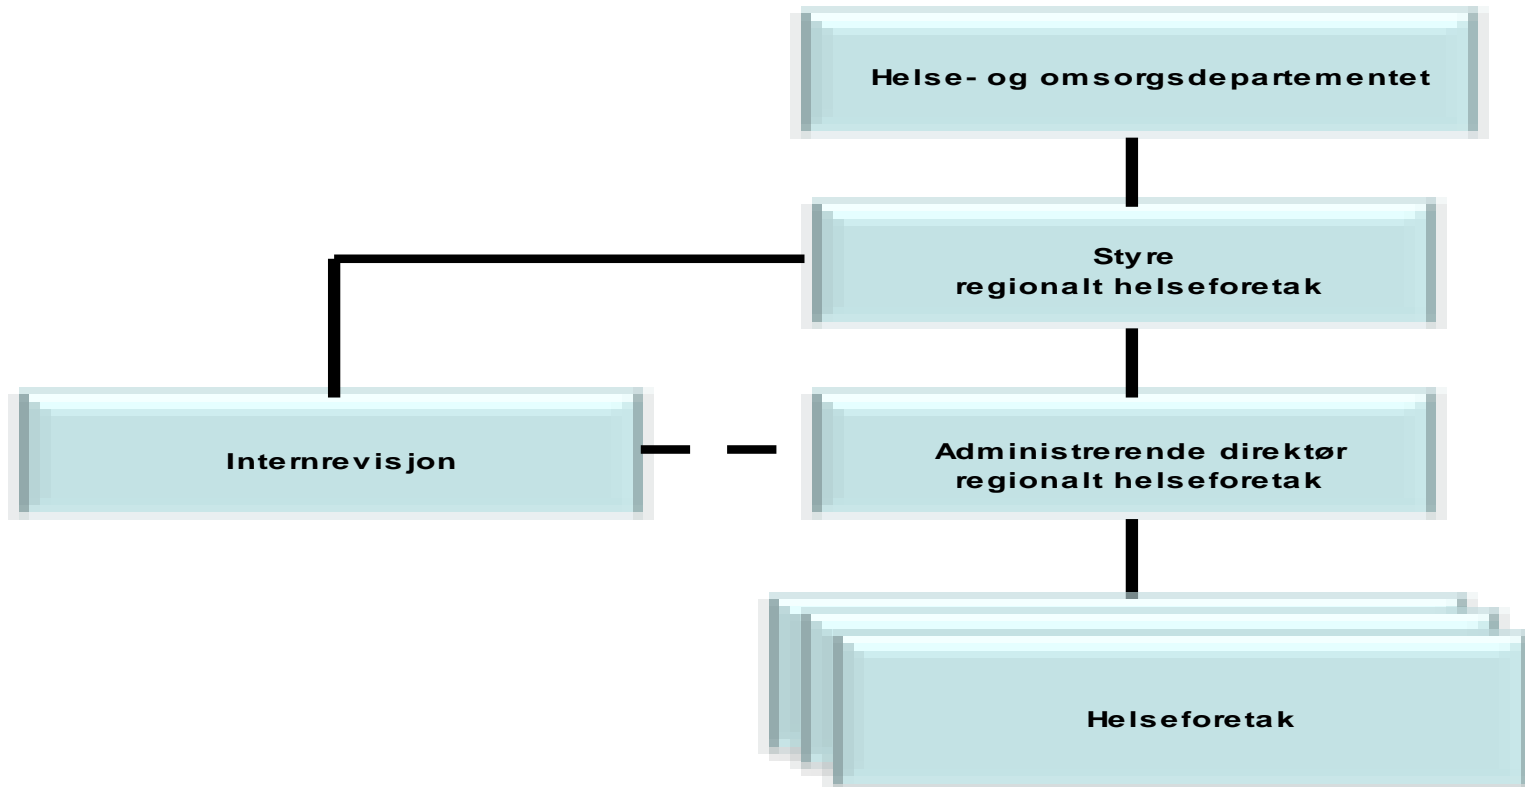 Helse- og omsorgsdepartementet
Styre
regionalt helseforetak
Internrevisjon
Administrerende direktør
regionalt helseforetak
Helseforetak